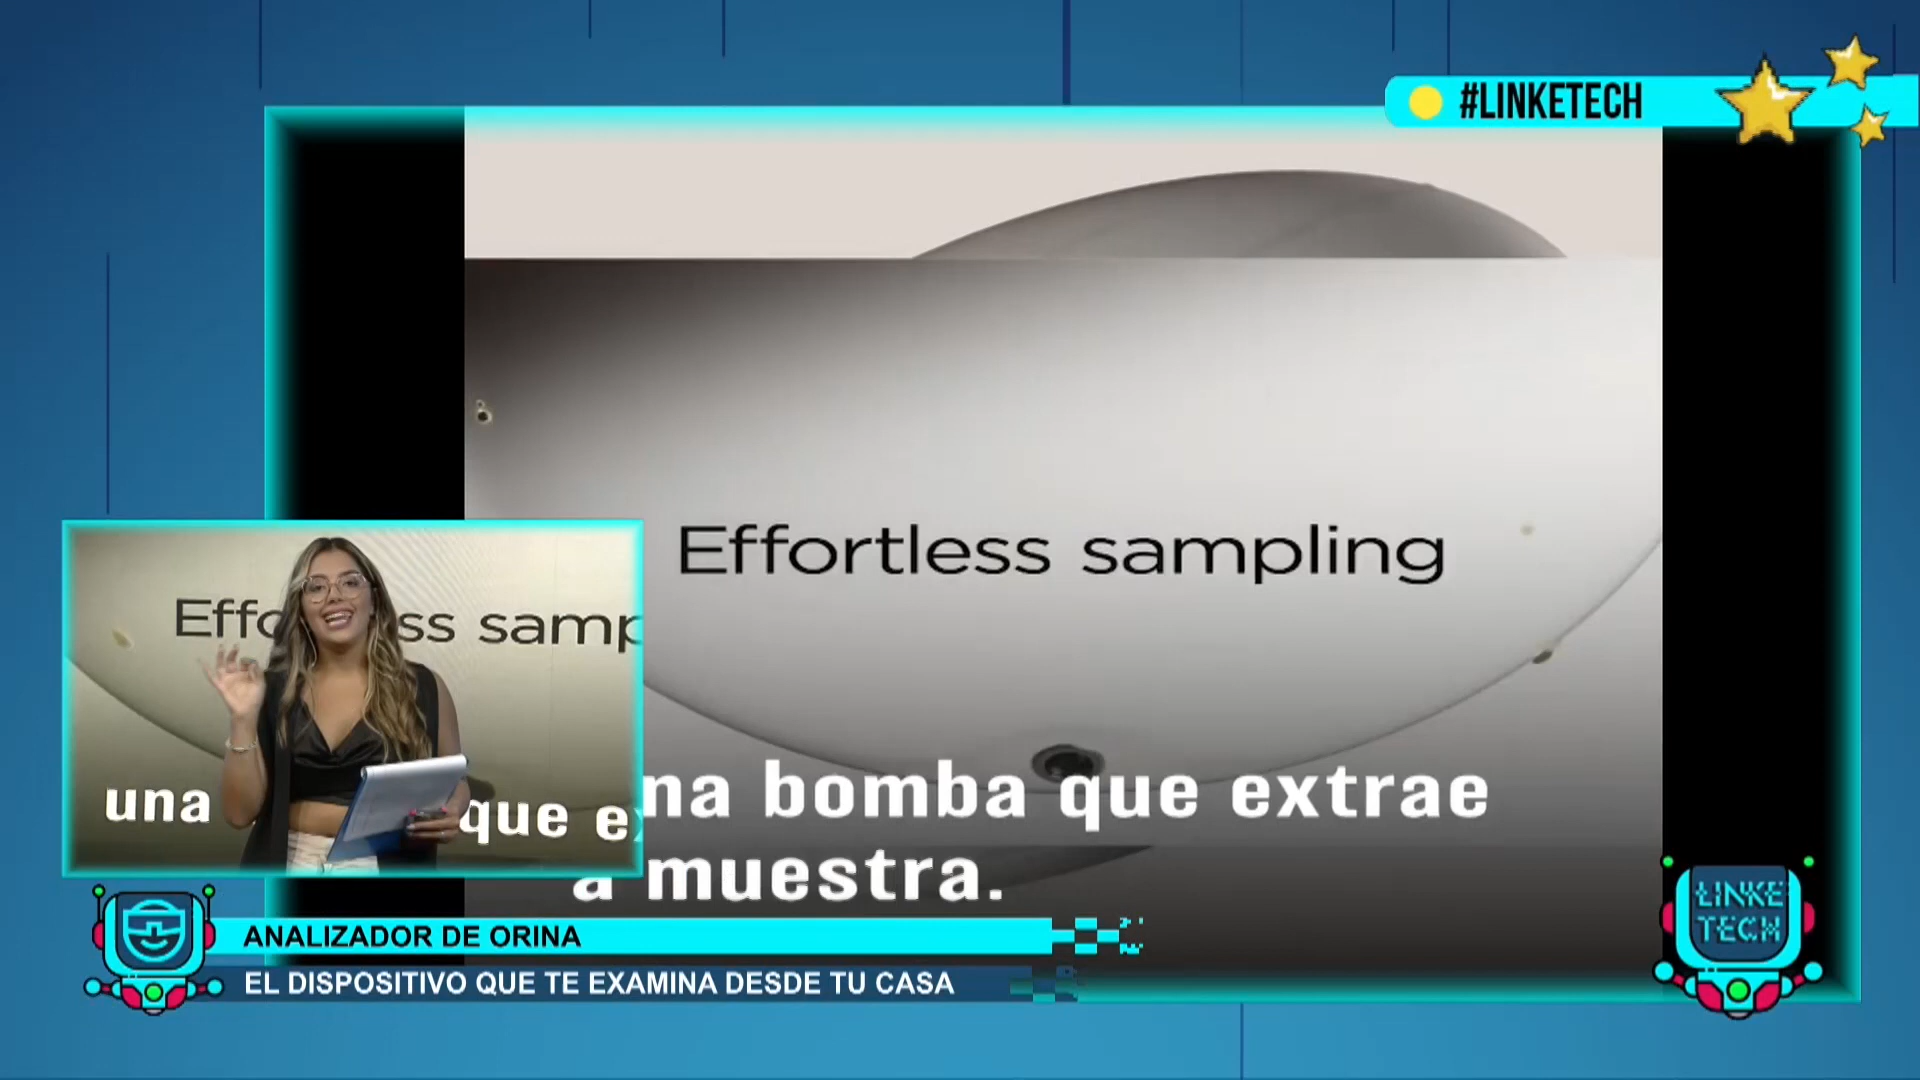 #LINKETECH
Effortless sampling
Effo ss samp
una que e
na bomba que extrae
a muestra.
LINKE
TECH
ANALIZADOR DE ORINA
EL DISPOSITIVO QUE TE EXAMINA DESDE TU CASA